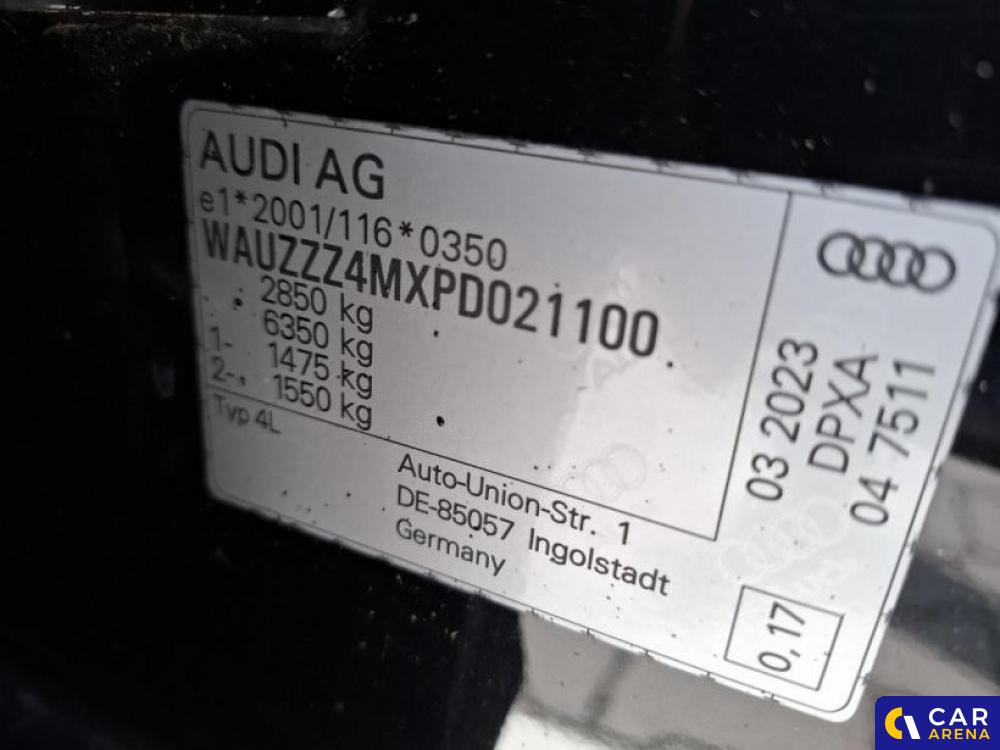 AUDI AG
e1*2001/116*0350
WAUZZZ4MXPD021100
2850 kg
6350 kg
1- 1475 kg
2- 1550 kg
Typ 4L
Auto-Union-Str. 1
DE-85057 Ingolstadt
Germany
03 2023
DPXA
04 7511
0,17
CAR
ARENA